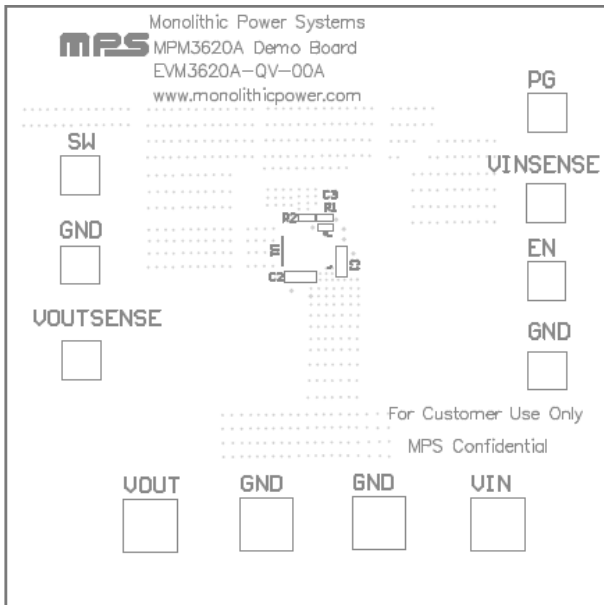 mps
Monolithic Power Systems
MPM3620A Demo Board
EVM3620A-QV-00A
www.monolithicpower.com
PG
SW
VINSENSE
GND
EN
VOUTSENSE
GND
C3
R2 R1
C2
For Customer Use Only
MPS Confidential
VOUT GND GND VIN